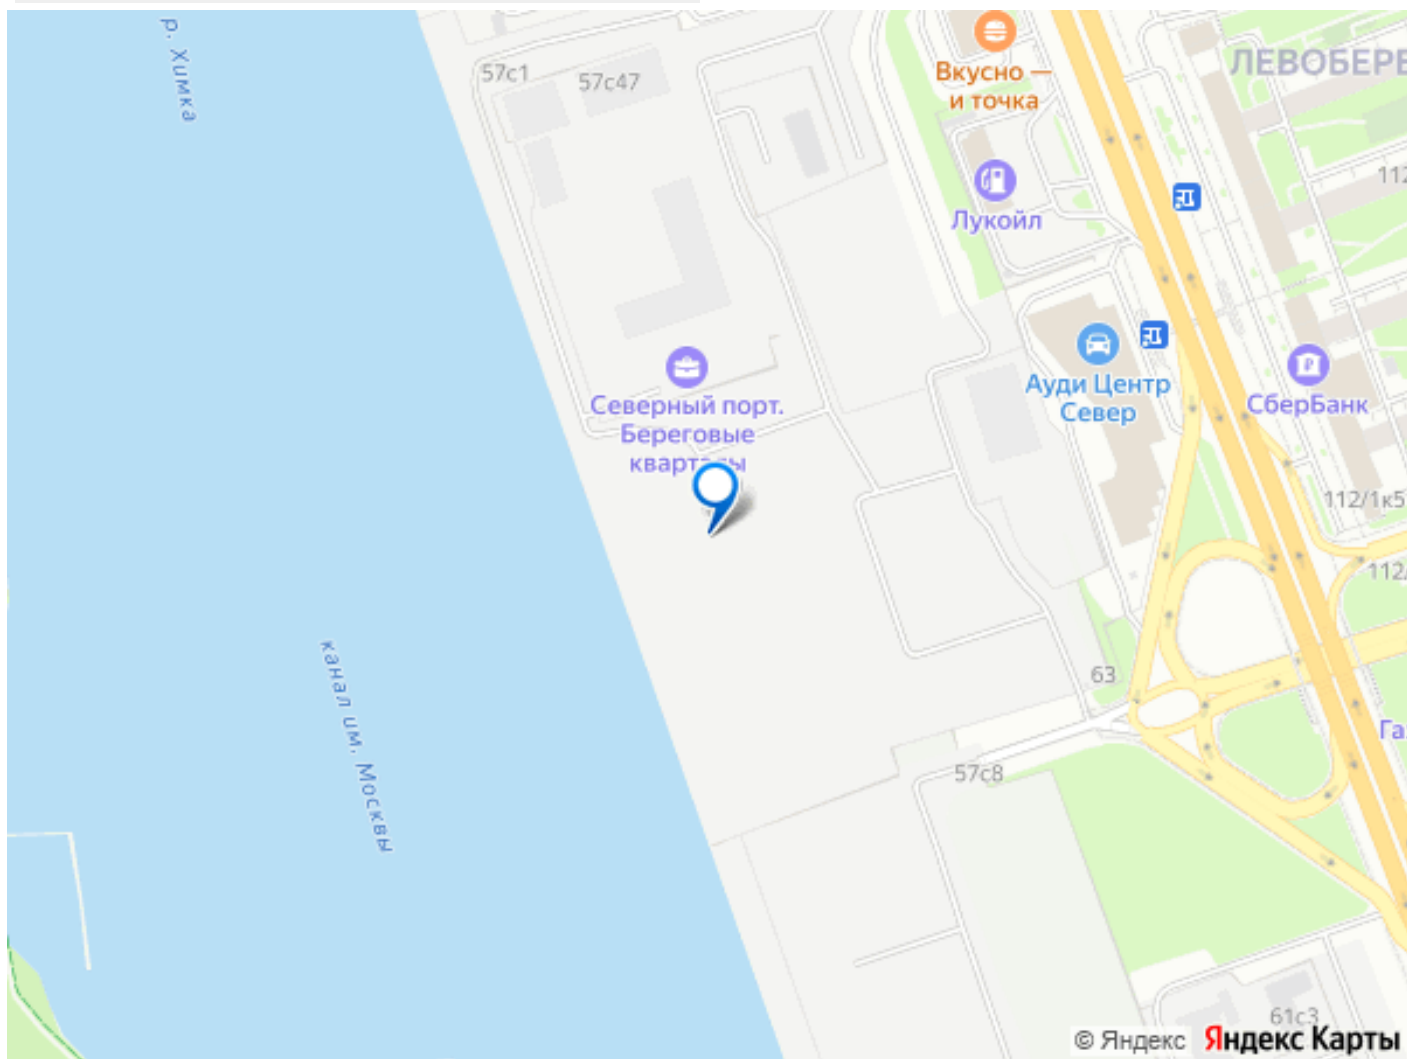 р. Химка
57с1
57с47
Вкусно —
и точка
ЛЕВОБЕРЕ
112
Лукойл
Ауди Центр
Север
СберБанк
Северный порт.
Береговые
кварталы
112/1к5
112/
канал им. Москвы
63
Га
57с8
61с3
© Яндекс Яндекс Карты